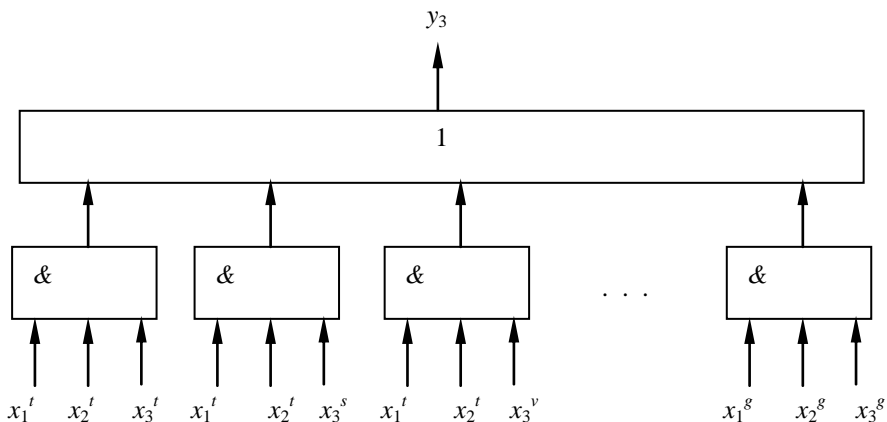 y₃
1
& & & . . . &
x₁ᵗ x₂ᵗ x₃ᵗ x₁ᵗ x₂ᵗ x₃ˢ x₁ᵗ x₂ᵗ x₃ᵛ x₁ᵍ x₂ᵍ x₃ᵍ